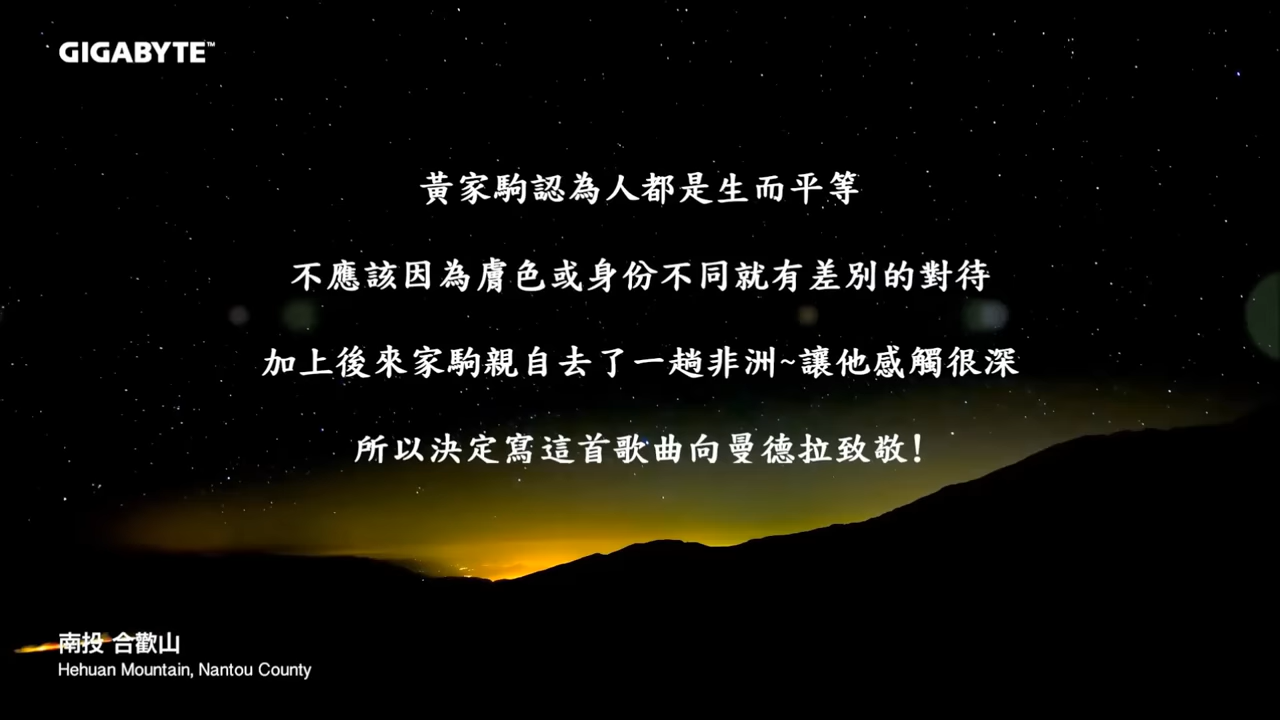 GIGABYTE™
黃家駒認為人都是生而平等
不應該因為膚色或身份不同就有差別的對待
加上後來家駒親自去了一趟非洲~讓他感觸很深
所以決定寫這首歌曲向曼德拉致敬!
南投 合歡山
Hehuan Mountain, Nantou County